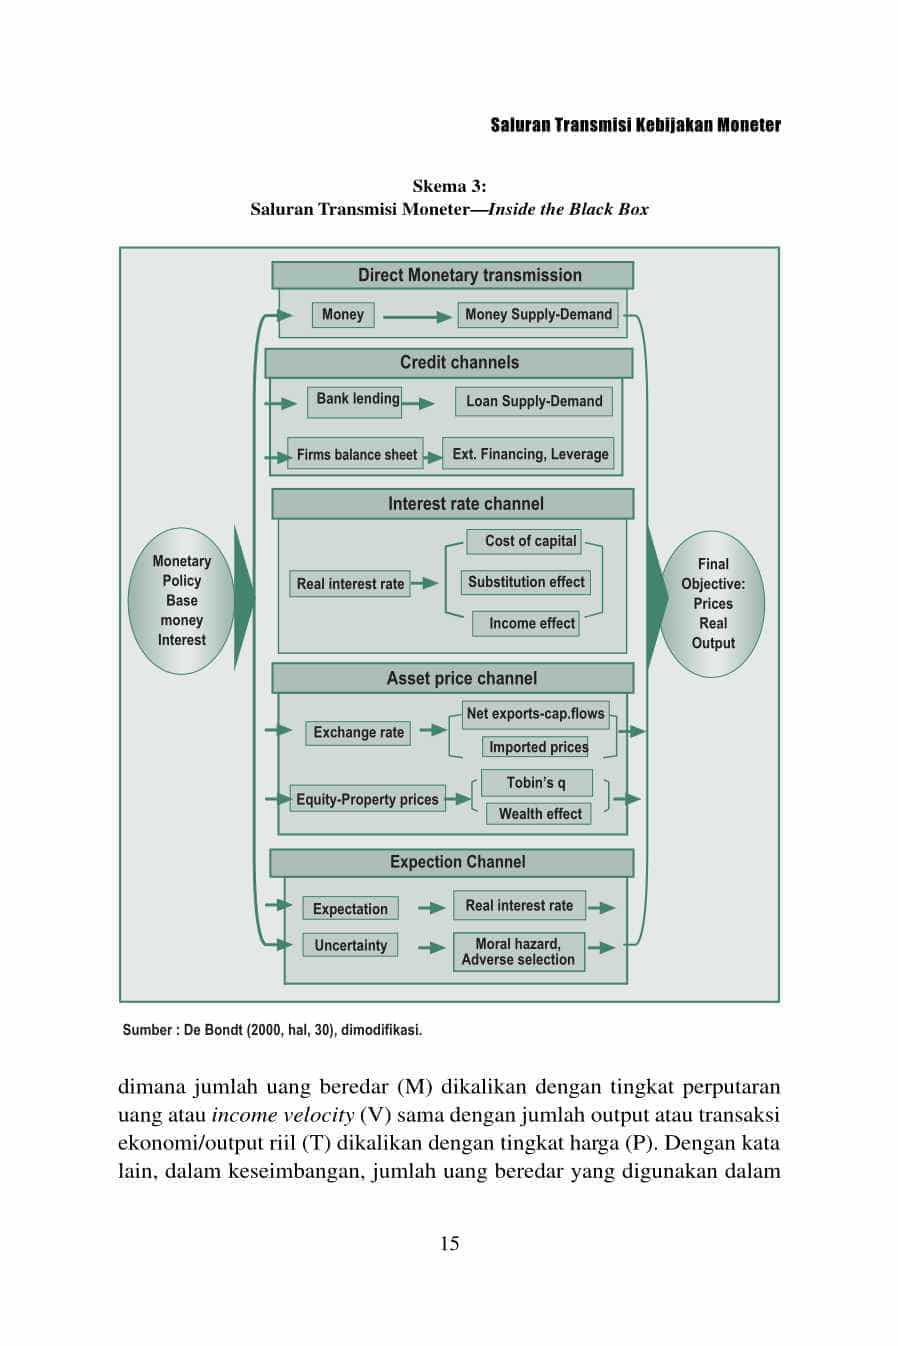 Saluran Transmisi Kebijakan Moneter
Skema 3:
Saluran Transmisi Moneter—Inside the Black Box
Direct Monetary transmission
Money
Money Supply-Demand
Credit channels
Bank lending
Loan Supply-Demand
Firms balance sheet
Ext. Financing, Leverage
Interest rate channel
Cost of capital
Real interest rate
Substitution effect
Income effect
Monetary
Policy
Base
money
Interest
Final
Objective:
Prices
Real
Output
Asset price channel
Net exports-cap.flows
Exchange rate
Imported prices
Tobin's q
Equity-Property prices
Wealth effect
Expection Channel
Expectation
Real interest rate
Uncertainty
Moral hazard,
Adverse selection
Sumber : De Bondt (2000, hal, 30), dimodifikasi.
dimana jumlah uang beredar (M) dikalikan dengan tingkat perputaran
uang atau income velocity (V) sama dengan jumlah output atau transaksi
ekonomi/output riil (T) dikalikan dengan tingkat harga (P). Dengan kata
lain, dalam keseimbangan, jumlah uang beredar yang digunakan dalam
15